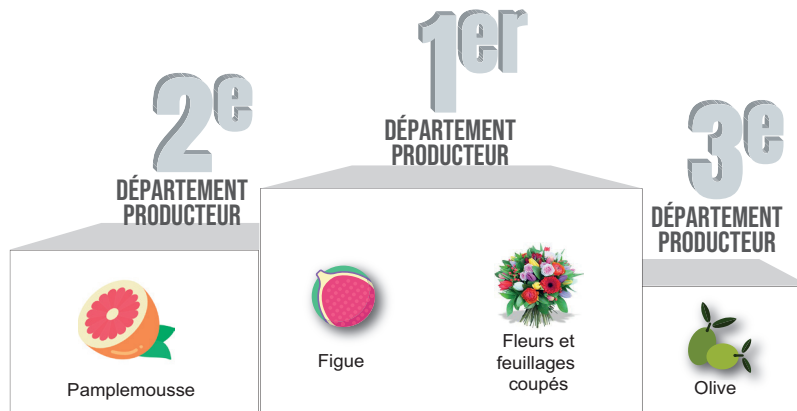 2e
DÉPARTEMENT
PRODUCTEUR
Pamplemousse
1er
DÉPARTEMENT
PRODUCTEUR
Figue
Fleurs et
feuillages
coupés
3e
DÉPARTEMENT
PRODUCTEUR
Olive